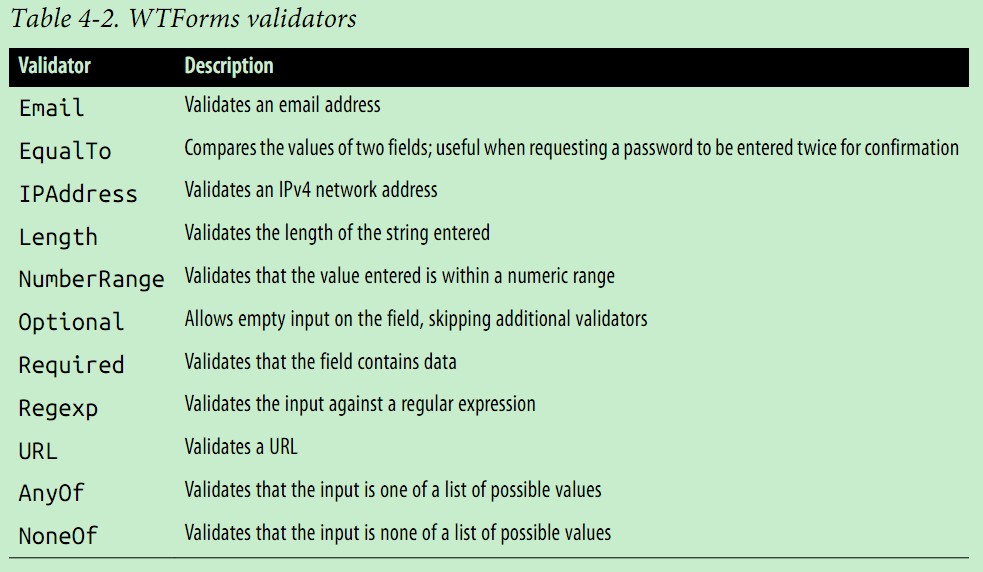 Table 4-2. WTForms validators
Validator Description
Email Validates an email address
EqualTo Compares the values of two fields; useful when requesting a password to be entered twice for confirmation
IPAddress Validates an IPv4 network address
Length Validates the length of the string entered
NumberRange Validates that the value entered is within a numeric range
Optional Allows empty input on the field, skipping additional validators
Required Validates that the field contains data
Regexp Validates the input against a regular expression
URL Validates a URL
AnyOf Validates that the input is one of a list of possible values
NoneOf Validates that the input is none of a list of possible values